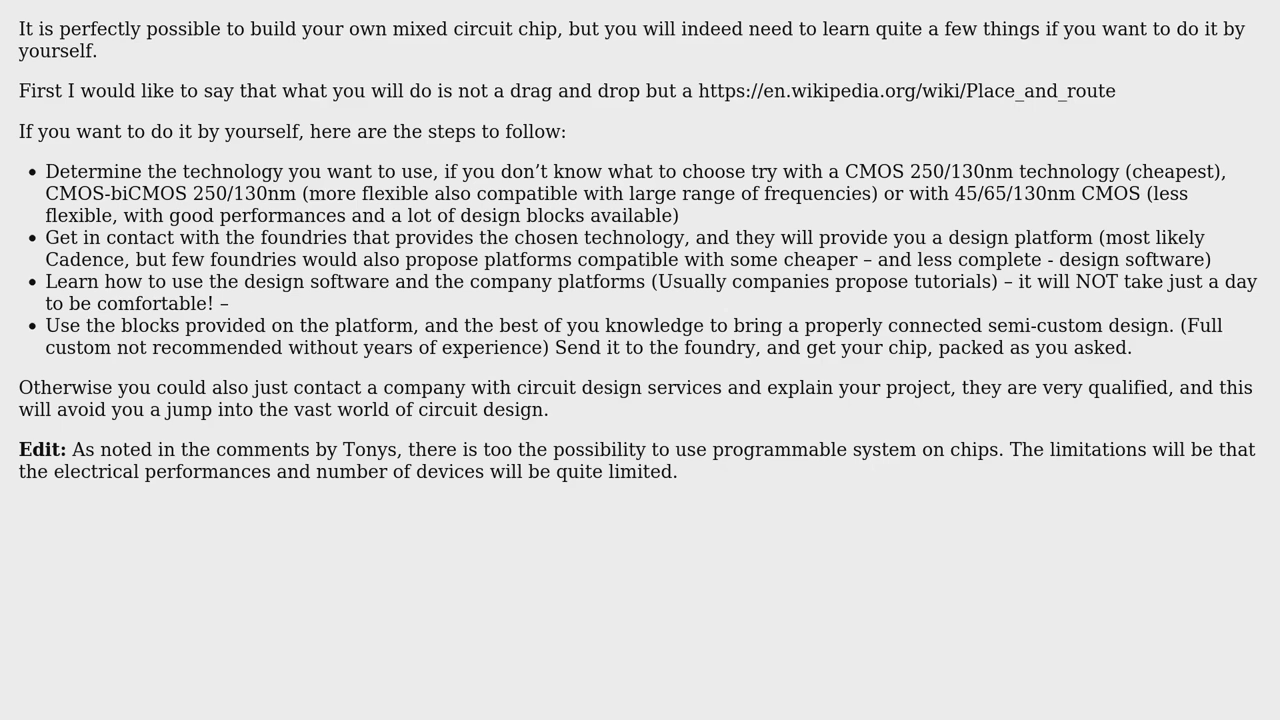 It is perfectly possible to build your own mixed circuit chip, but you will indeed need to learn quite a few things if you want to do it by
yourself.
First I would like to say that what you will do is not a drag and drop but a https://en.wikipedia.org/wiki/Place_and_route
If you want to do it by yourself, here are the steps to follow:
• Determine the technology you want to use, if you don’t know what to choose try with a CMOS 250/130nm technology (cheapest),
CMOS-biCMOS 250/130nm (more flexible also compatible with large range of frequencies) or with 45/65/130nm CMOS (less
flexible, with good performances and a lot of design blocks available)
• Get in contact with the foundries that provides the chosen technology, and they will provide you a design platform (most likely
Cadence, but few foundries would also propose platforms compatible with some cheaper – and less complete - design software)
• Learn how to use the design software and the company platforms (Usually companies propose tutorials) – it will NOT take just a day
to be comfortable! –
• Use the blocks provided on the platform, and the best of you knowledge to bring a properly connected semi-custom design. (Full
custom not recommended without years of experience) Send it to the foundry, and get your chip, packed as you asked.
Otherwise you could also just contact a company with circuit design services and explain your project, they are very qualified, and this
will avoid you a jump into the vast world of circuit design.
Edit: As noted in the comments by Tonys, there is too the possibility to use programmable system on chips. The limitations will be that
the electrical performances and number of devices will be quite limited.